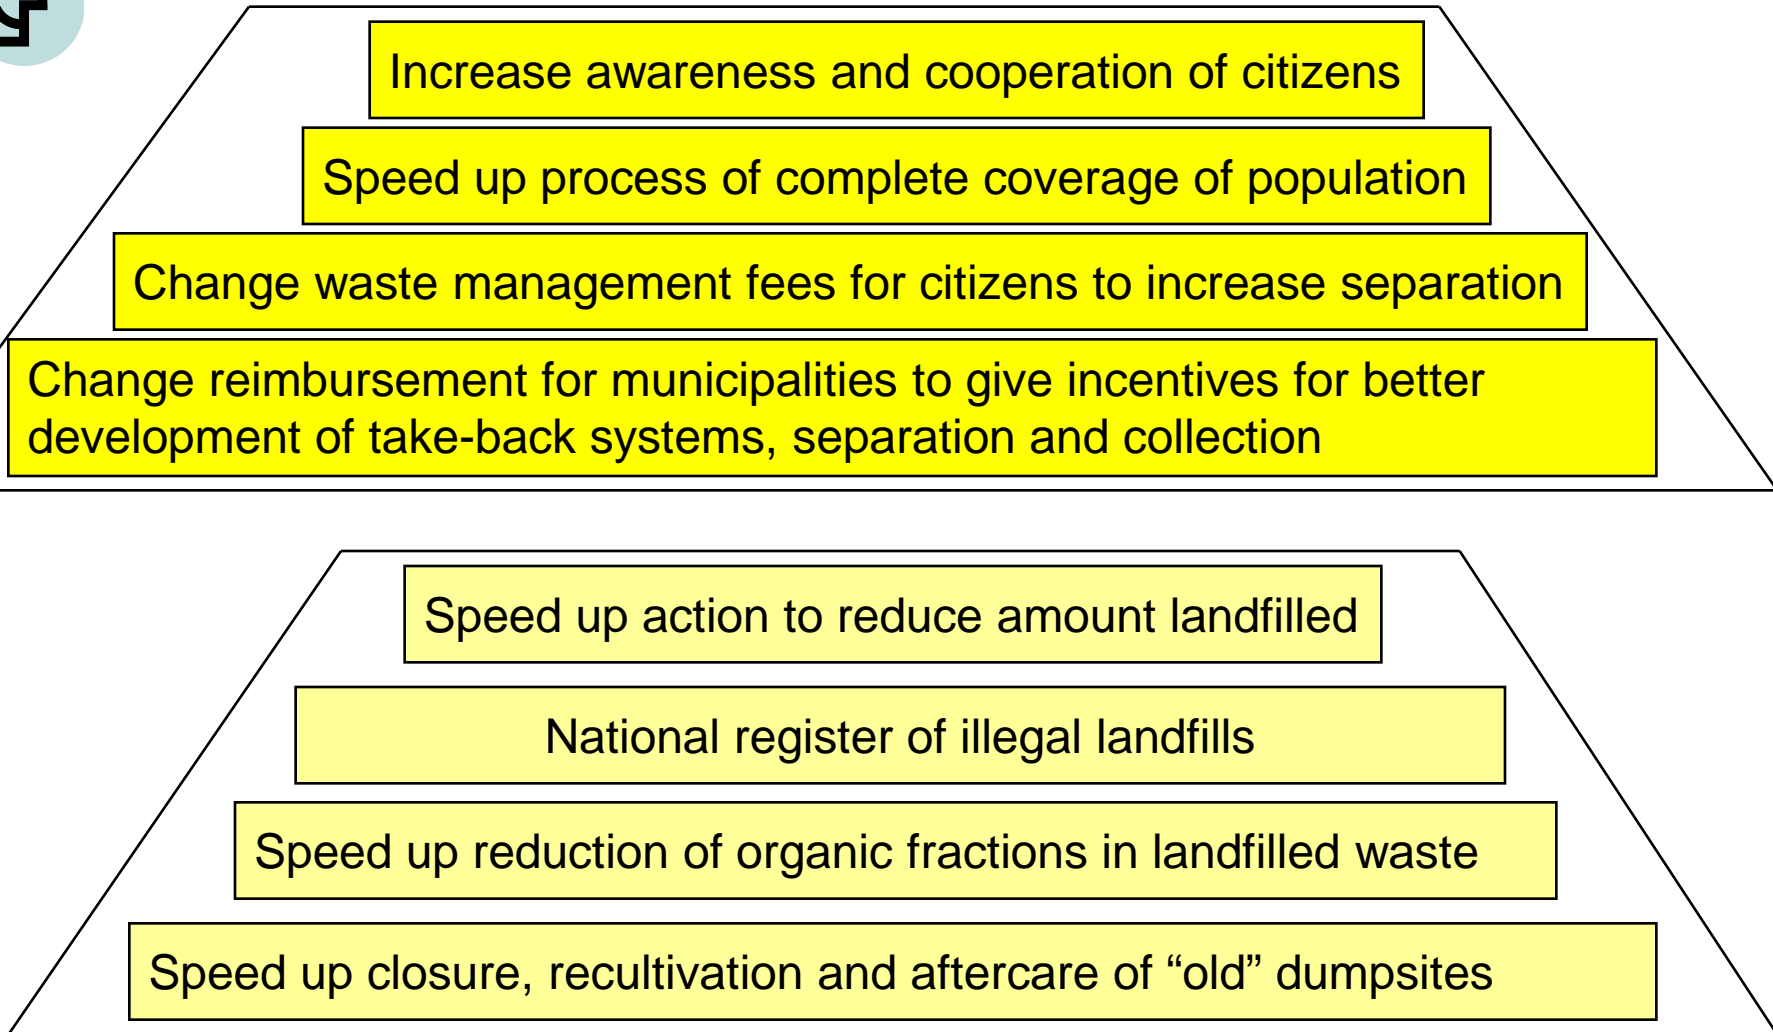 Increase awareness and cooperation of citizens
Speed up process of complete coverage of population
Change waste management fees for citizens to increase separation
Change reimbursement for municipalities to give incentives for better
development of take-back systems, separation and collection
Speed up action to reduce amount landfilled
National register of illegal landfills
Speed up reduction of organic fractions in landfilled waste
Speed up closure, recultivation and aftercare of “old” dumpsites